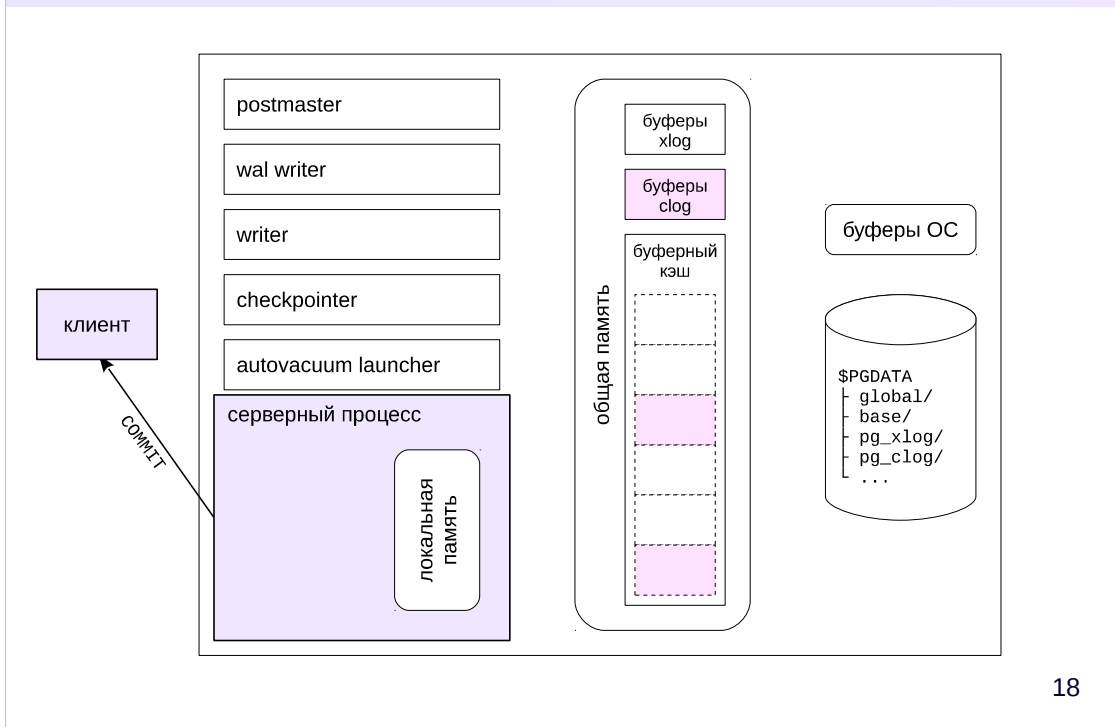 postmaster
wal writer
writer
checkpointer
autovacuum launcher
клиент
COMMIT
серверный процесс
локальная
память
общая память
буферы
xlog
буферы
clog
буферный
кэш
буферы ОС
$PGDATA
global/
base/
pg_xlog/
pg_clog/
...
18